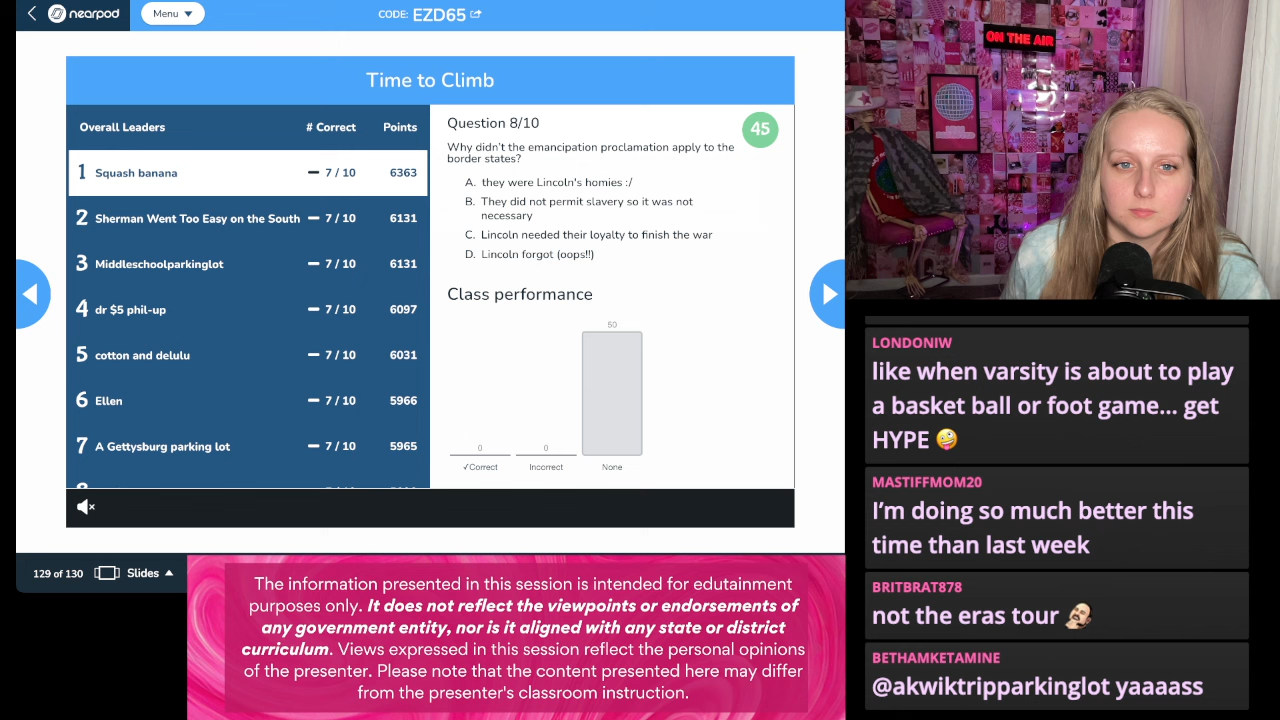 nearpod
Menu
CODE: EZD65
ON THE AIR
Time to Climb
Overall Leaders # Correct Points
1 Squash banana 7 / 10 6363
2 Sherman Went Too Easy on the South 7 / 10 6131
3 Middleschoolparkinglot 7 / 10 6131
4 dr $5 phil-up 7 / 10 6097
5 cotton and delulu 7 / 10 6031
6 Ellen 7 / 10 5966
7 A Gettysburg parking lot 7 / 10 5965
Question 8/10
45
Why didn't the emancipation proclamation apply to the
border states?
A. they were Lincoln's homies :/
B. They did not permit slavery so it was not
necessary
C. Lincoln needed their loyalty to finish the war
D. Lincoln forgot (oops!!)
Class performance
50
0 0
✓Correct Incorrect None
129 of 130 Slides
The information presented in this session is intended for edutainment
purposes only. It does not reflect the viewpoints or endorsements of
any government entity, nor is it aligned with any state or district
curriculum. Views expressed in this session reflect the personal opinions
of the presenter. Please note that the content presented here may differ
from the presenter's classroom instruction.
LONDONIW
like when varsity is about to play
a basket ball or foot game... get
HYPE 🤪
MASTIFFMOM20
I'm doing so much better this
time than last week
BRITBRAT878
not the eras tour
BETHAMKETAMINE
@akwiktripparkinglot yaaaass